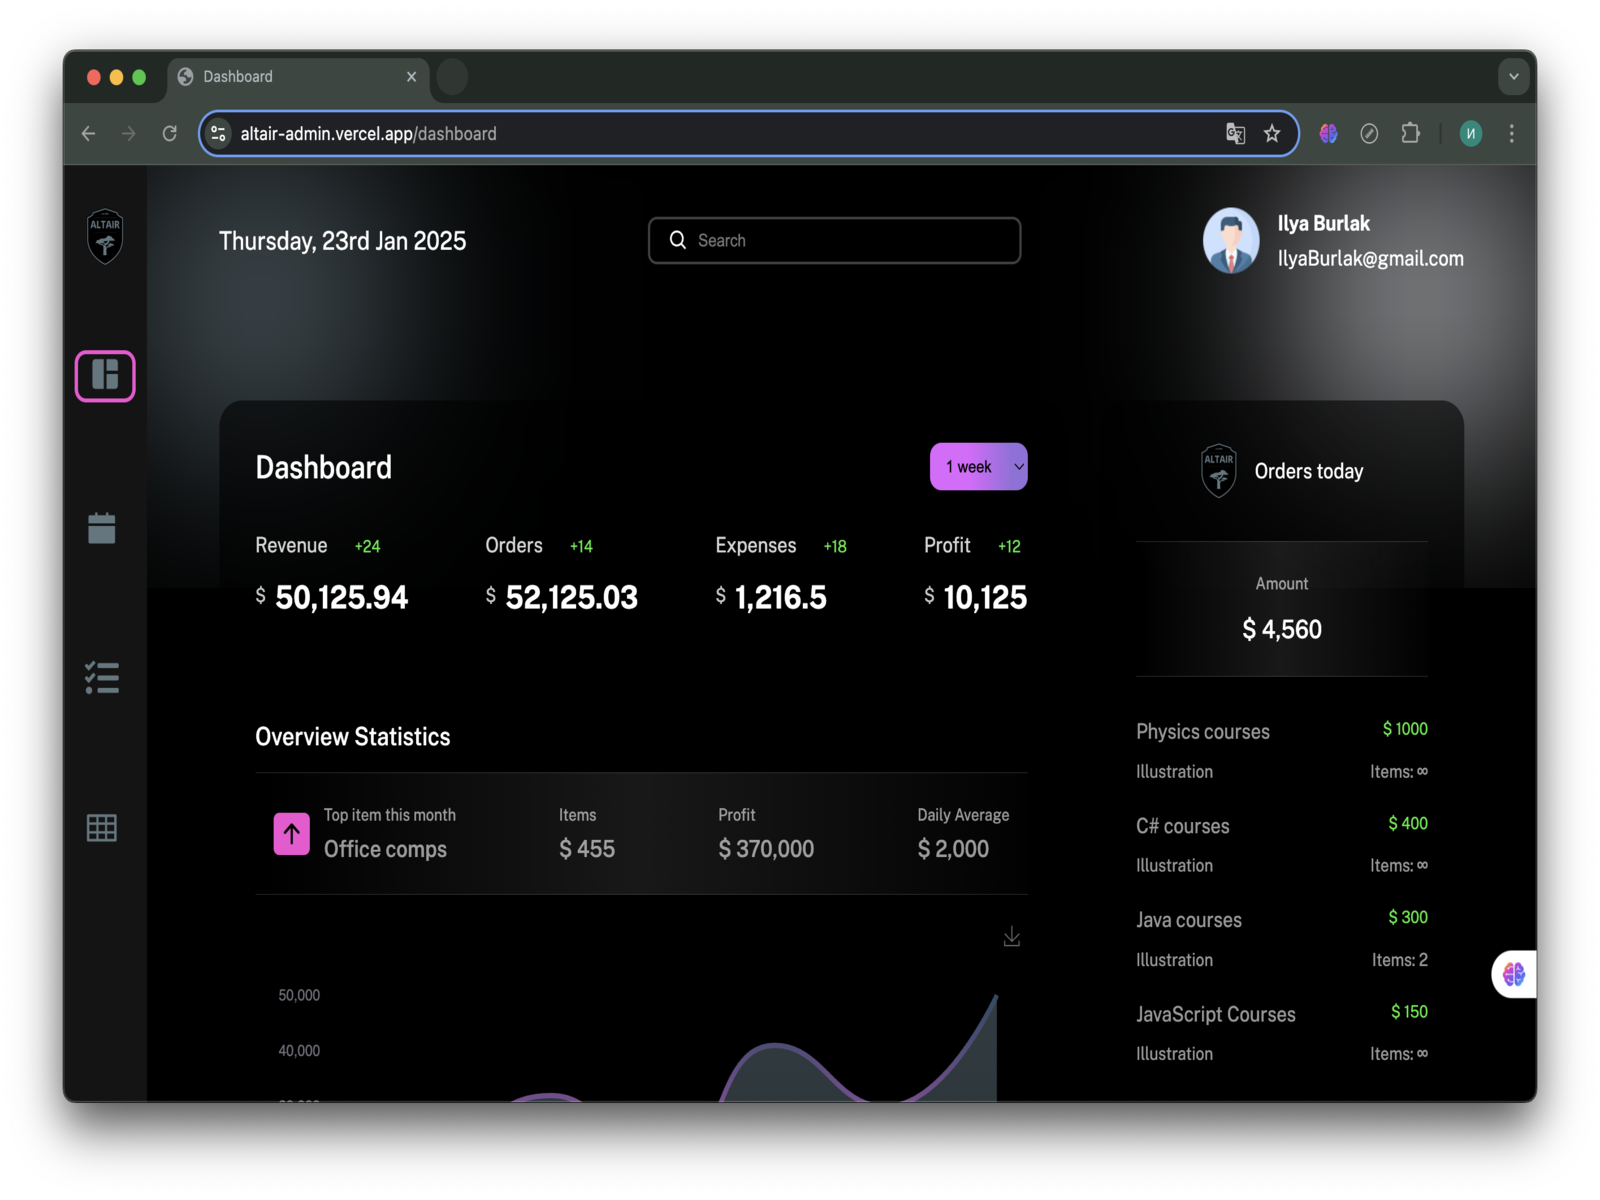 Dashboard
altair-admin.vercel.app/dashboard
И
ALTAIR
Thursday, 23rd Jan 2025
Search
Ilya Burlak
IlyaBurlak@gmail.com
Dashboard
1 week
Revenue +24
$ 50,125.94
Orders +14
$ 52,125.03
Expenses +18
$ 1,216.5
Profit +12
$ 10,125
Overview Statistics
Top item this month
Office comps
Items
$ 455
Profit
$ 370,000
Daily Average
$ 2,000
50,000
40,000
ALTAIR
Orders today
Amount
$ 4,560
Physics courses $ 1000
Illustration Items: ∞
C# courses $ 400
Illustration Items: ∞
Java courses $ 300
Illustration Items: 2
JavaScript Courses $ 150
Illustration Items: ∞